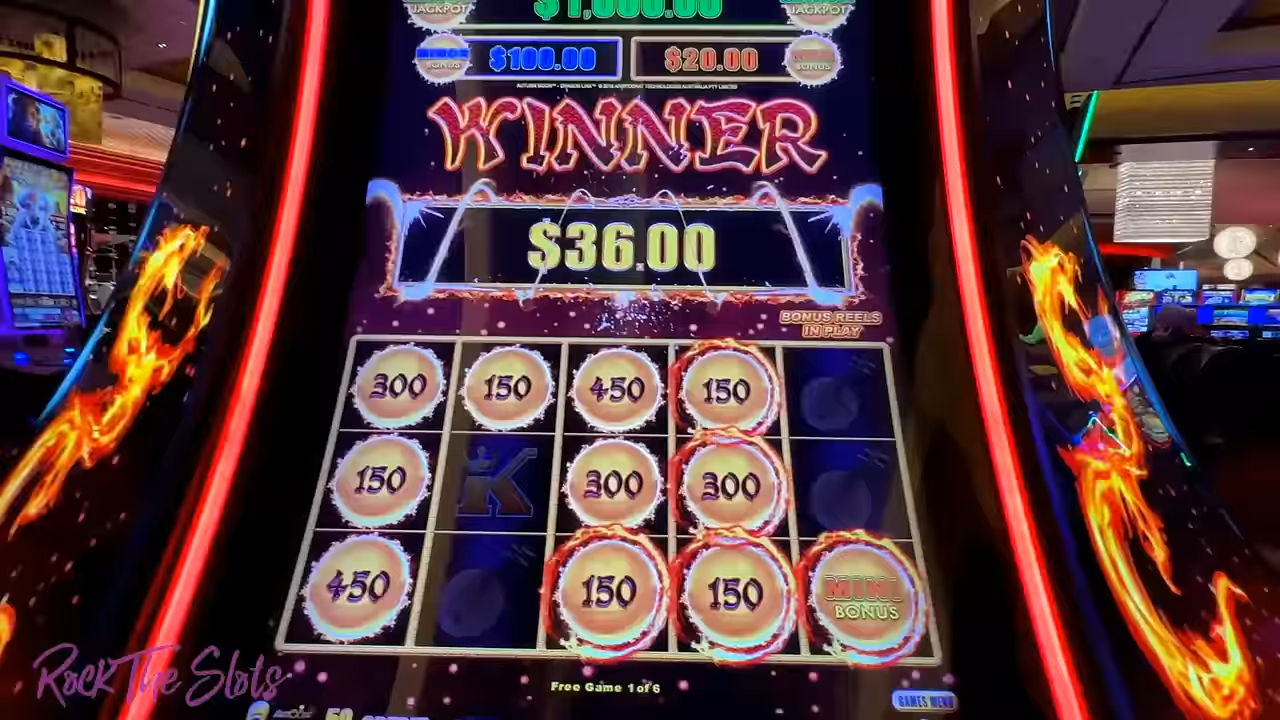 JACKPOT $1,000.00 JACKPOT
MINOR BONUS $100.00 $20.00 MINI BONUS
WINNER
$36.00
BONUS REELS
IN PLAY
300 150 450 150
150 K 300 300
450 150 150 MINI BONUS
Free Game 1 of 6
GAMES MENU
Rock The Slots